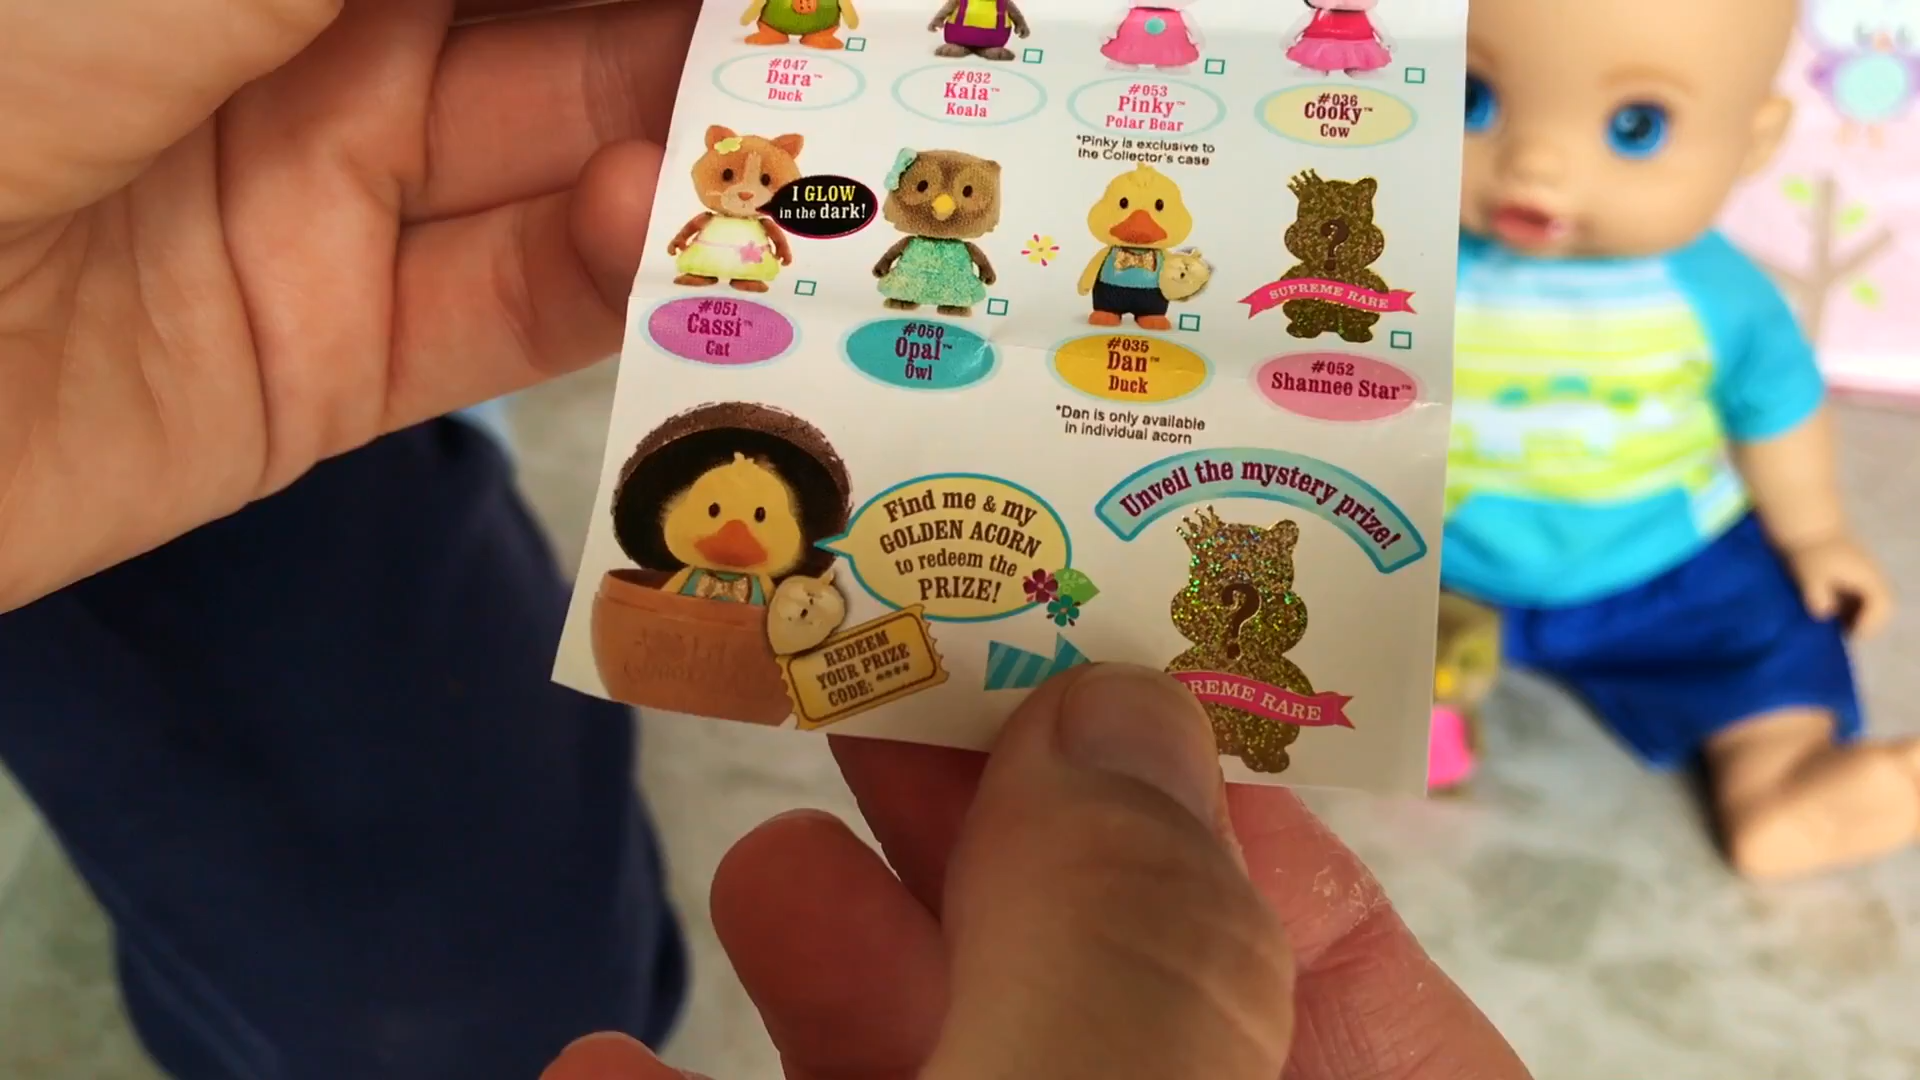 #047
Dara™
Duck
#032
Kaia™
Koala
#053
Pinky™
Polar Bear
*Pinky is exclusive to
the Collector's case
#036
Cooky™
Cow
I GLOW
in the dark!
#051
Cassi™
Cat
#050
Opal™
Owl
#035
Dan™
Duck
*Dan is only available
in individual acorn
?
SUPREME RARE
#052
Shannee Star™
Find me & my
GOLDEN ACORN
to redeem the
PRIZE!
REDEEM
YOUR PRIZE
CODE: ****
Unveil the mystery prize!
?
REME RARE